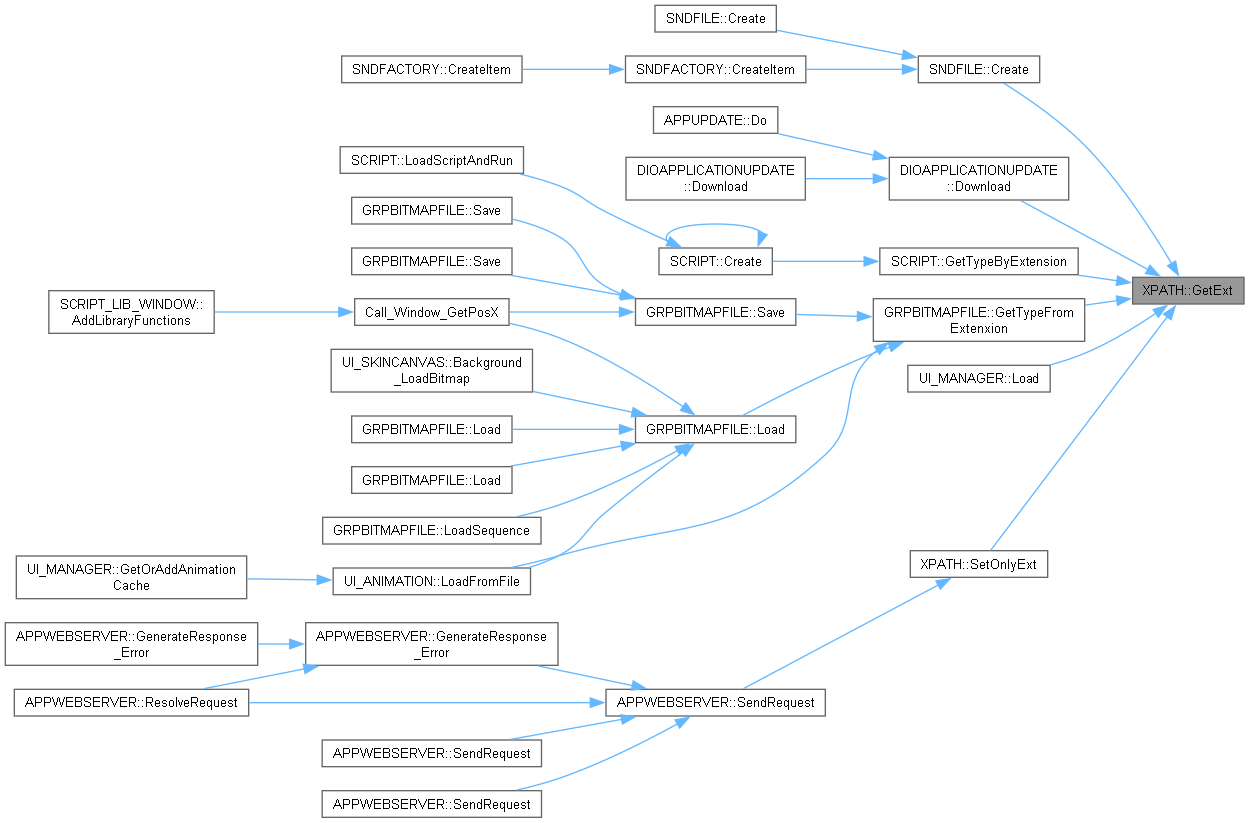 SNDFILE::Create
SNDFACTORY::CreateItem
SNDFACTORY::CreateItem
SNDFILE::Create
APPUPDATE::Do
SCRIPT::LoadScriptAndRun
DIOAPPLICATIONUPDATE
::Download
DIOAPPLICATIONUPDATE
::Download
GRPBITMAPFILE::Save
GRPBITMAPFILE::Save
SCRIPT::Create
SCRIPT::GetTypeByExtension
XPATH::GetExt
SCRIPT_LIB_WINDOW::
AddLibraryFunctions
Call_Window_GetPosX
GRPBITMAPFILE::Save
GRPBITMAPFILE::GetTypeFrom
Extenxion
UI_SKINCANVAS::Background
_LoadBitmap
UI_MANAGER::Load
GRPBITMAPFILE::Load
GRPBITMAPFILE::Load
GRPBITMAPFILE::Load
GRPBITMAPFILE::LoadSequence
UI_MANAGER::GetOrAddAnimation
Cache
UI_ANIMATION::LoadFromFile
XPATH::SetOnlyExt
APPWEBSERVER::GenerateResponse
_Error
APPWEBSERVER::GenerateResponse
_Error
APPWEBSERVER::ResolveRequest
APPWEBSERVER::SendRequest
APPWEBSERVER::SendRequest
APPWEBSERVER::SendRequest